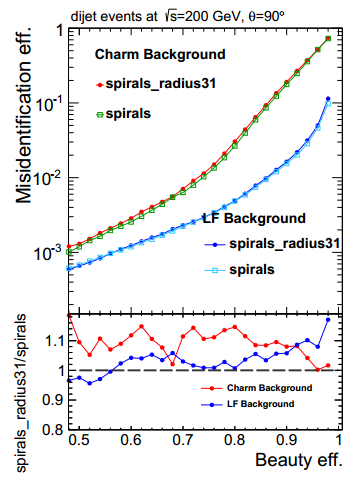 dijet events at √s=200 GeV, θ=90°
Misidentification eff.
1
10⁻¹
10⁻²
10⁻³
Charm Background
spirals_radius31
spirals
LF Background
spirals_radius31
spirals
spirals_radius31/spirals
1.1
1
0.9
0.8
Charm Background
LF Background
0.5 0.6 0.7 0.8 0.9 1
Beauty eff.